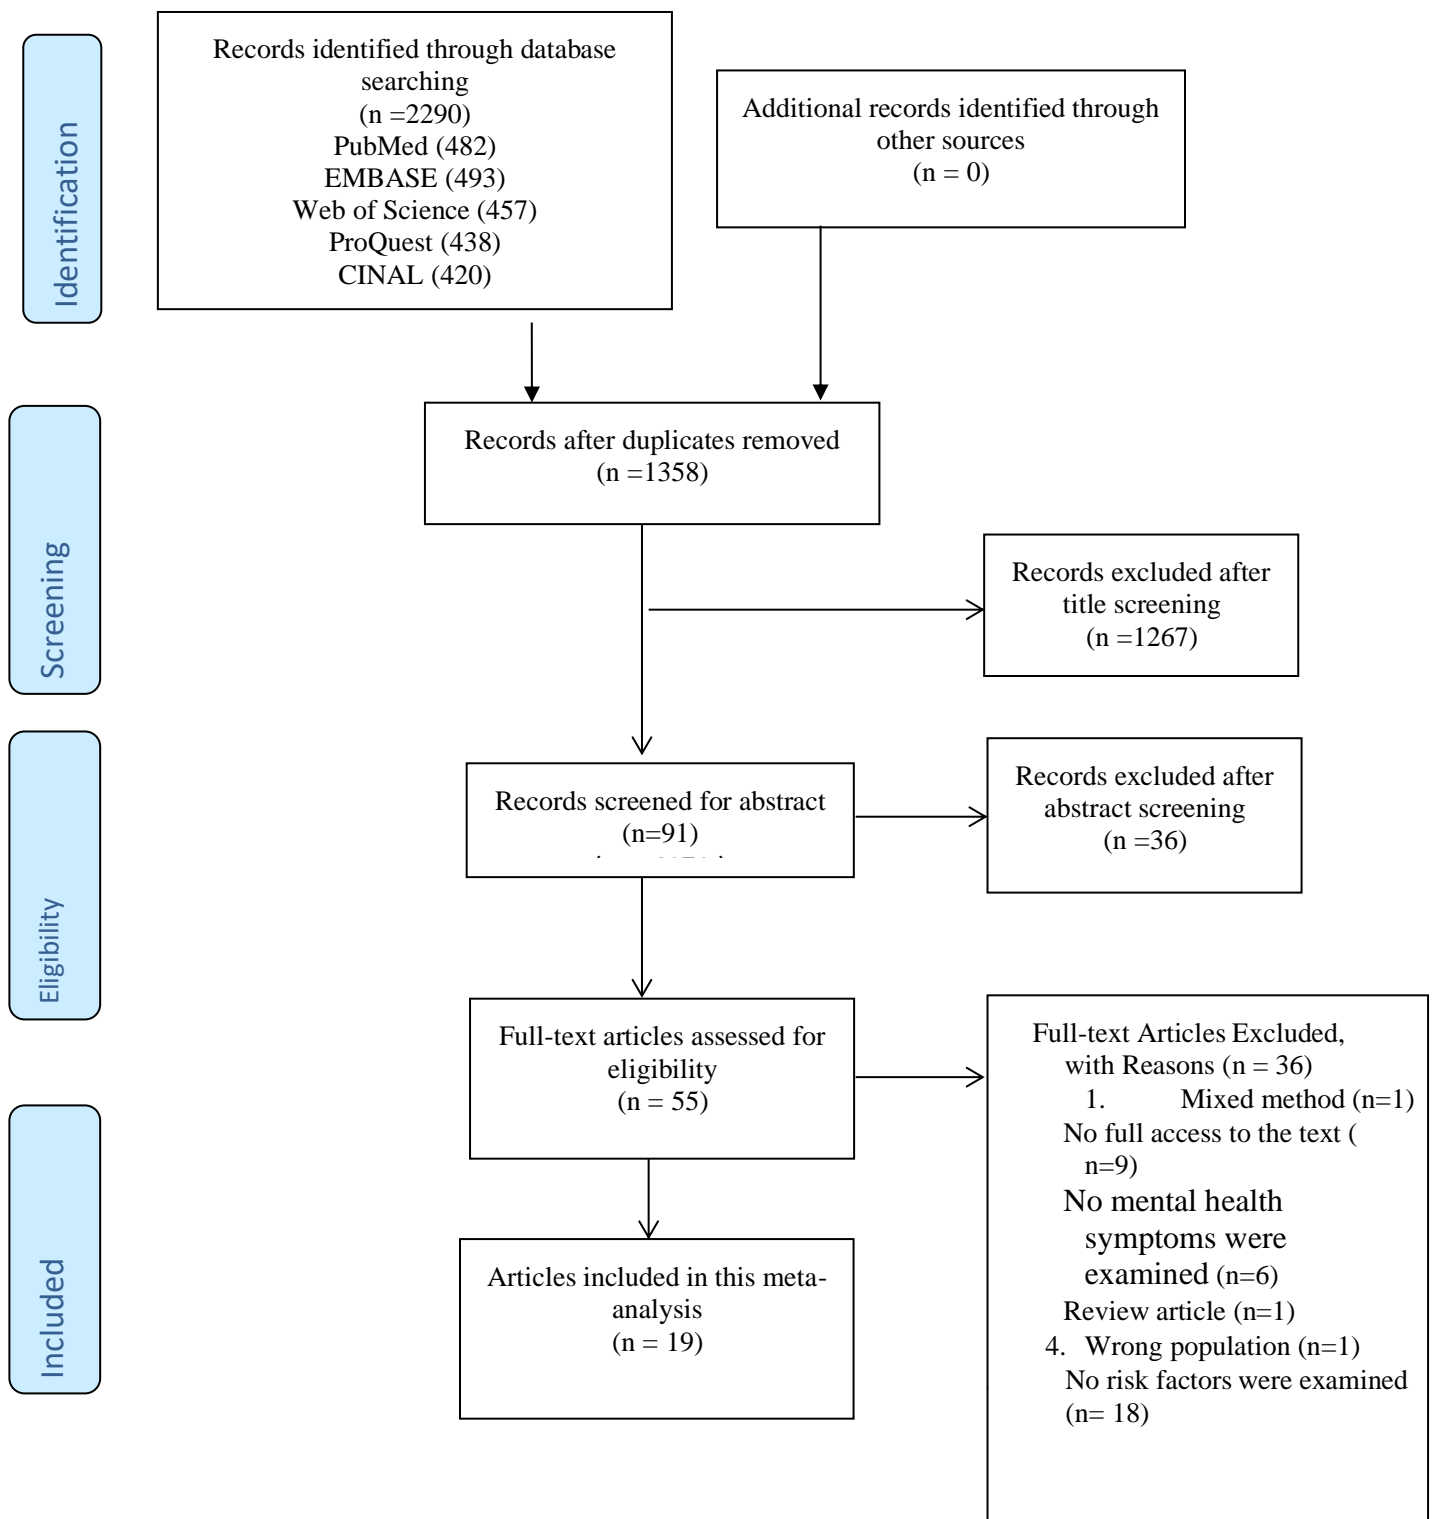 Identification
Records identified through database
searching
(n =2290)
PubMed (482)
EMBASE (493)
Web of Science (457)
ProQuest (438)
CINAL (420)
Additional records identified through
other sources
(n = 0)
Screening
Records after duplicates removed
(n =1358)
Records excluded after
title screening
(n =1267)
Eligibility
Records screened for abstract
(n=91)
Records excluded after
abstract screening
(n =36)
Full-text articles assessed for
eligibility
(n = 55)
Full-text Articles Excluded,
with Reasons (n = 36)
1. Mixed method (n=1)
No full access to the text (
n=9)
No mental health
symptoms were
examined (n=6)
Review article (n=1)
4. Wrong population (n=1)
No risk factors were examined
(n= 18)
Included
Articles included in this meta-
analysis
(n = 19)